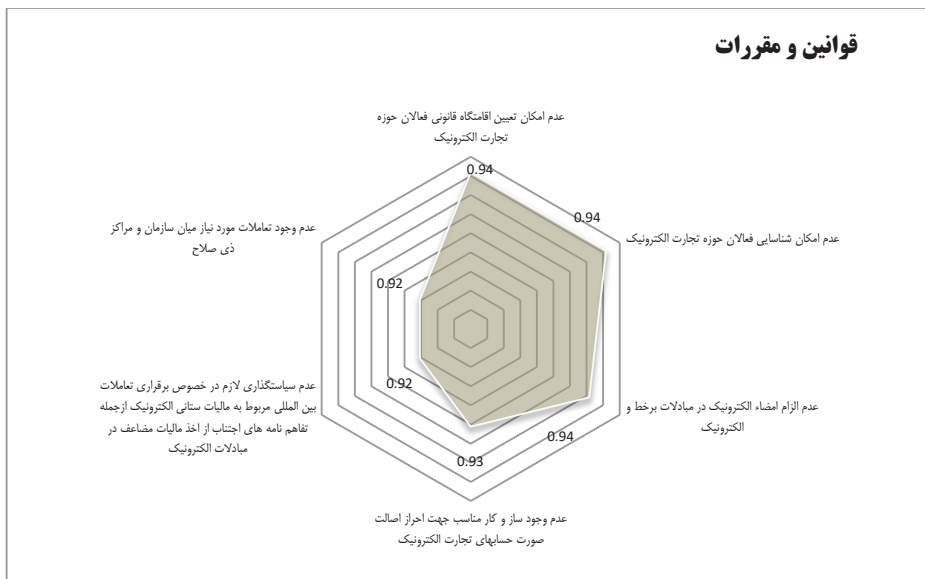 قوانین و مقررات
عدم امکان تعیین اقامتگاه قانونی فعالان حوزه
تجارت الکترونیک
0.94
0.94
عدم امکان شناسایی فعالان حوزه تجارت الکترونیک
عدم الزام امضاء الکترونیک در مبادلات برخط و
الکترونیک
0.94
0.93
عدم وجود ساز و کار مناسب جهت احراز اصالت
صورت حسابهای تجارت الکترونیک
0.92
عدم سیاستگذاری لازم در خصوص برقراری تعاملات
بین المللی مربوط به مالیات ستانی الکترونیک ازجمله
تفاهم نامه های اجتناب از اخذ مالیات مضاعف در
مبادلات الکترونیک
0.92
عدم وجود تعاملات مورد نیاز میان سازمان و مراکز
ذی صلاح